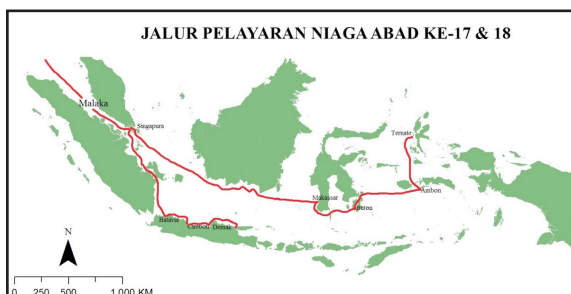 JALUR PELAYARAN NIAGA ABAD KE-17 & 18
Malaka
Singapura
Ternate
Makassar
Ambon
Buton
Batavia
Cirebon
Demak
N
0 250 500 1.000 KM